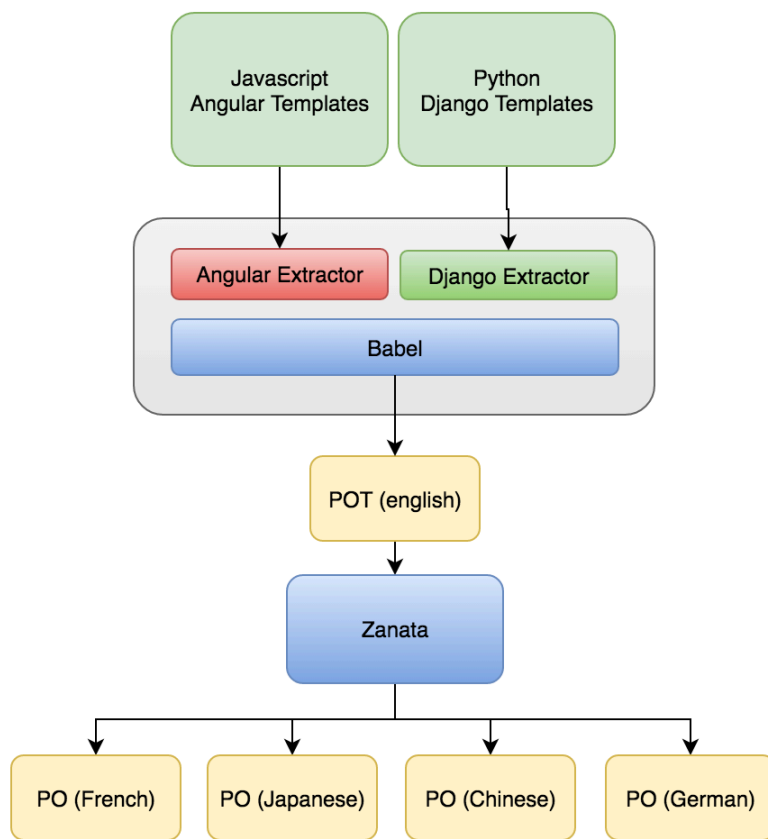 Javascript
Angular Templates
Python
Django Templates
Angular Extractor
Django Extractor
Babel
POT (english)
Zanata
PO (French)
PO (Japanese)
PO (Chinese)
PO (German)